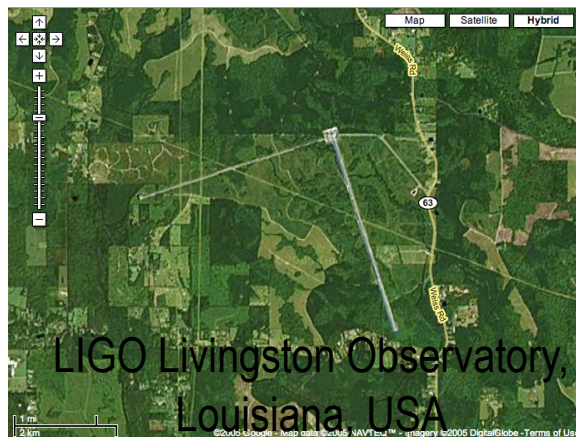 Map
Satellite
Hybrid
Weiss Rd
63
Weiss Rd
LIGO Livingston Observatory,
Louisiana, USA
1 mi
2 km
©2005 Google - Map data ©2005 NAVTEQ™ - Imagery ©2005 DigitalGlobe - Terms of Us